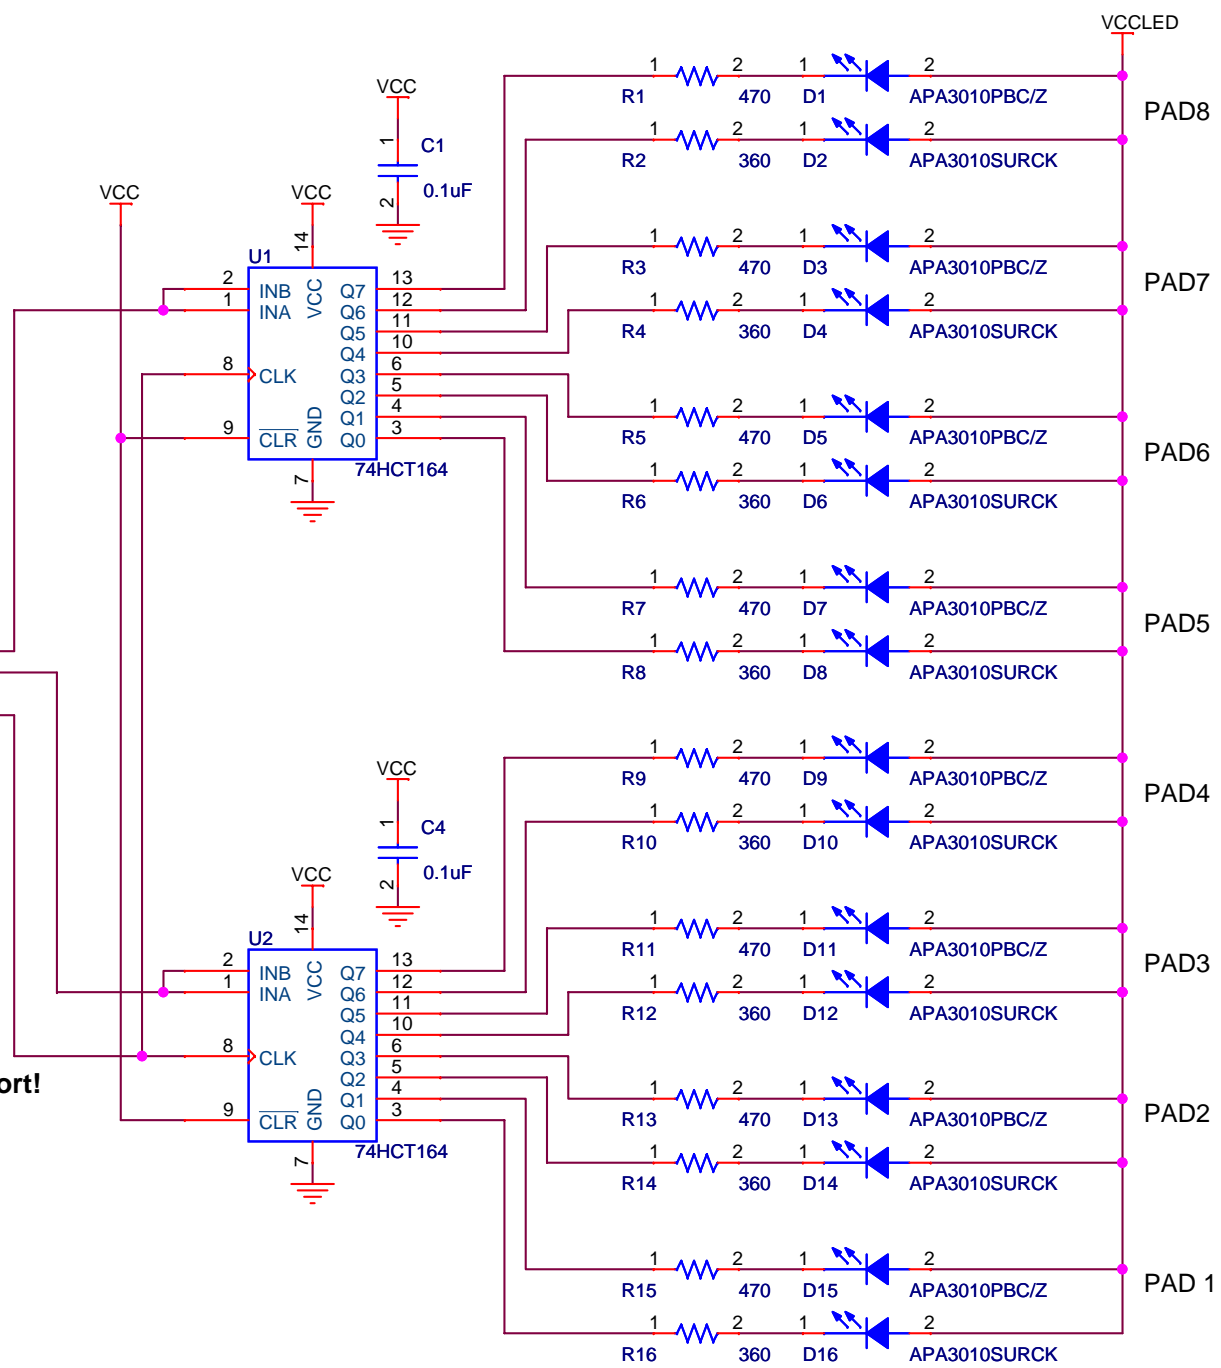 VCCLED
1 2 1 2
R1 470 D1 APA3010PBC/Z
PAD8
1 2 1 2
R2 360 D2 APA3010SURCK
VCC
1
C1
0.1uF
2
VCC
VCC
14
U1
1 2 1 2
R3 470 D3 APA3010PBC/Z
PAD7
1 2 1 2
R4 360 D4 APA3010SURCK
2 INB VCC Q7 13
1 INA Q6 12
Q5 11
Q4 10
8 CLK Q3 6
Q2 5
Q1 4
9 CLR GND Q0 3
74HCT164
7
1 2 1 2
R5 470 D5 APA3010PBC/Z
PAD6
1 2 1 2
R6 360 D6 APA3010SURCK
1 2 1 2
R7 470 D7 APA3010PBC/Z
PAD5
1 2 1 2
R8 360 D8 APA3010SURCK
1 2 1 2
R9 470 D9 APA3010PBC/Z
PAD4
1 2 1 2
R10 360 D10 APA3010SURCK
VCC
1
C4
0.1uF
2
VCC
14
U2
1 2 1 2
R11 470 D11 APA3010PBC/Z
PAD3
1 2 1 2
R12 360 D12 APA3010SURCK
2 INB VCC Q7 13
1 INA Q6 12
Q5 11
Q4 10
8 CLK Q3 6
Q2 5
Q1 4
9 CLR GND Q0 3
74HCT164
7
ort!
1 2 1 2
R13 470 D13 APA3010PBC/Z
PAD2
1 2 1 2
R14 360 D14 APA3010SURCK
1 2 1 2
R15 470 D15 APA3010PBC/Z
PAD 1
1 2 1 2
R16 360 D16 APA3010SURCK